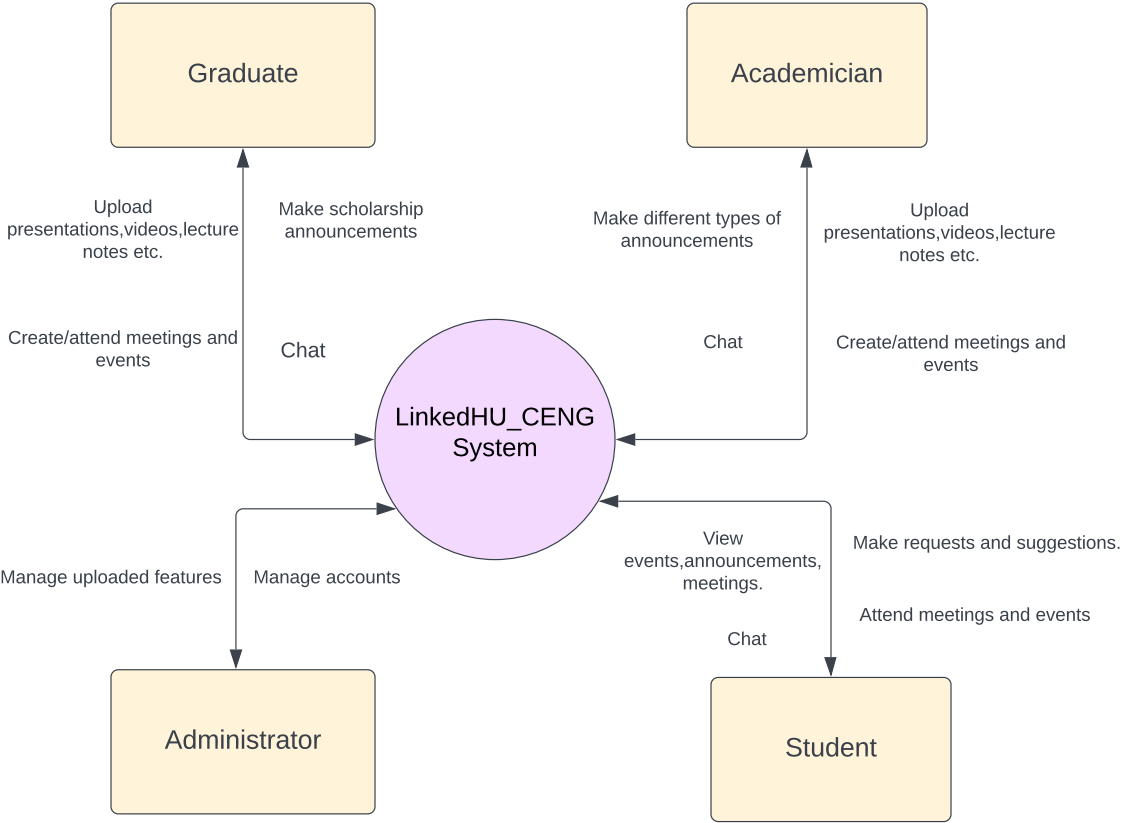 Graduate
Academician
Upload
presentations,videos,lecture
notes etc.
Make scholarship
announcements
Make different types of
announcements
Upload
presentations,videos,lecture
notes etc.
Create/attend meetings and
events
Chat
Chat
Create/attend meetings and
events
LinkedHU_CENG
System
Manage uploaded features
Manage accounts
View
events,announcements,
meetings.
Make requests and suggestions.
Chat
Attend meetings and events
Administrator
Student